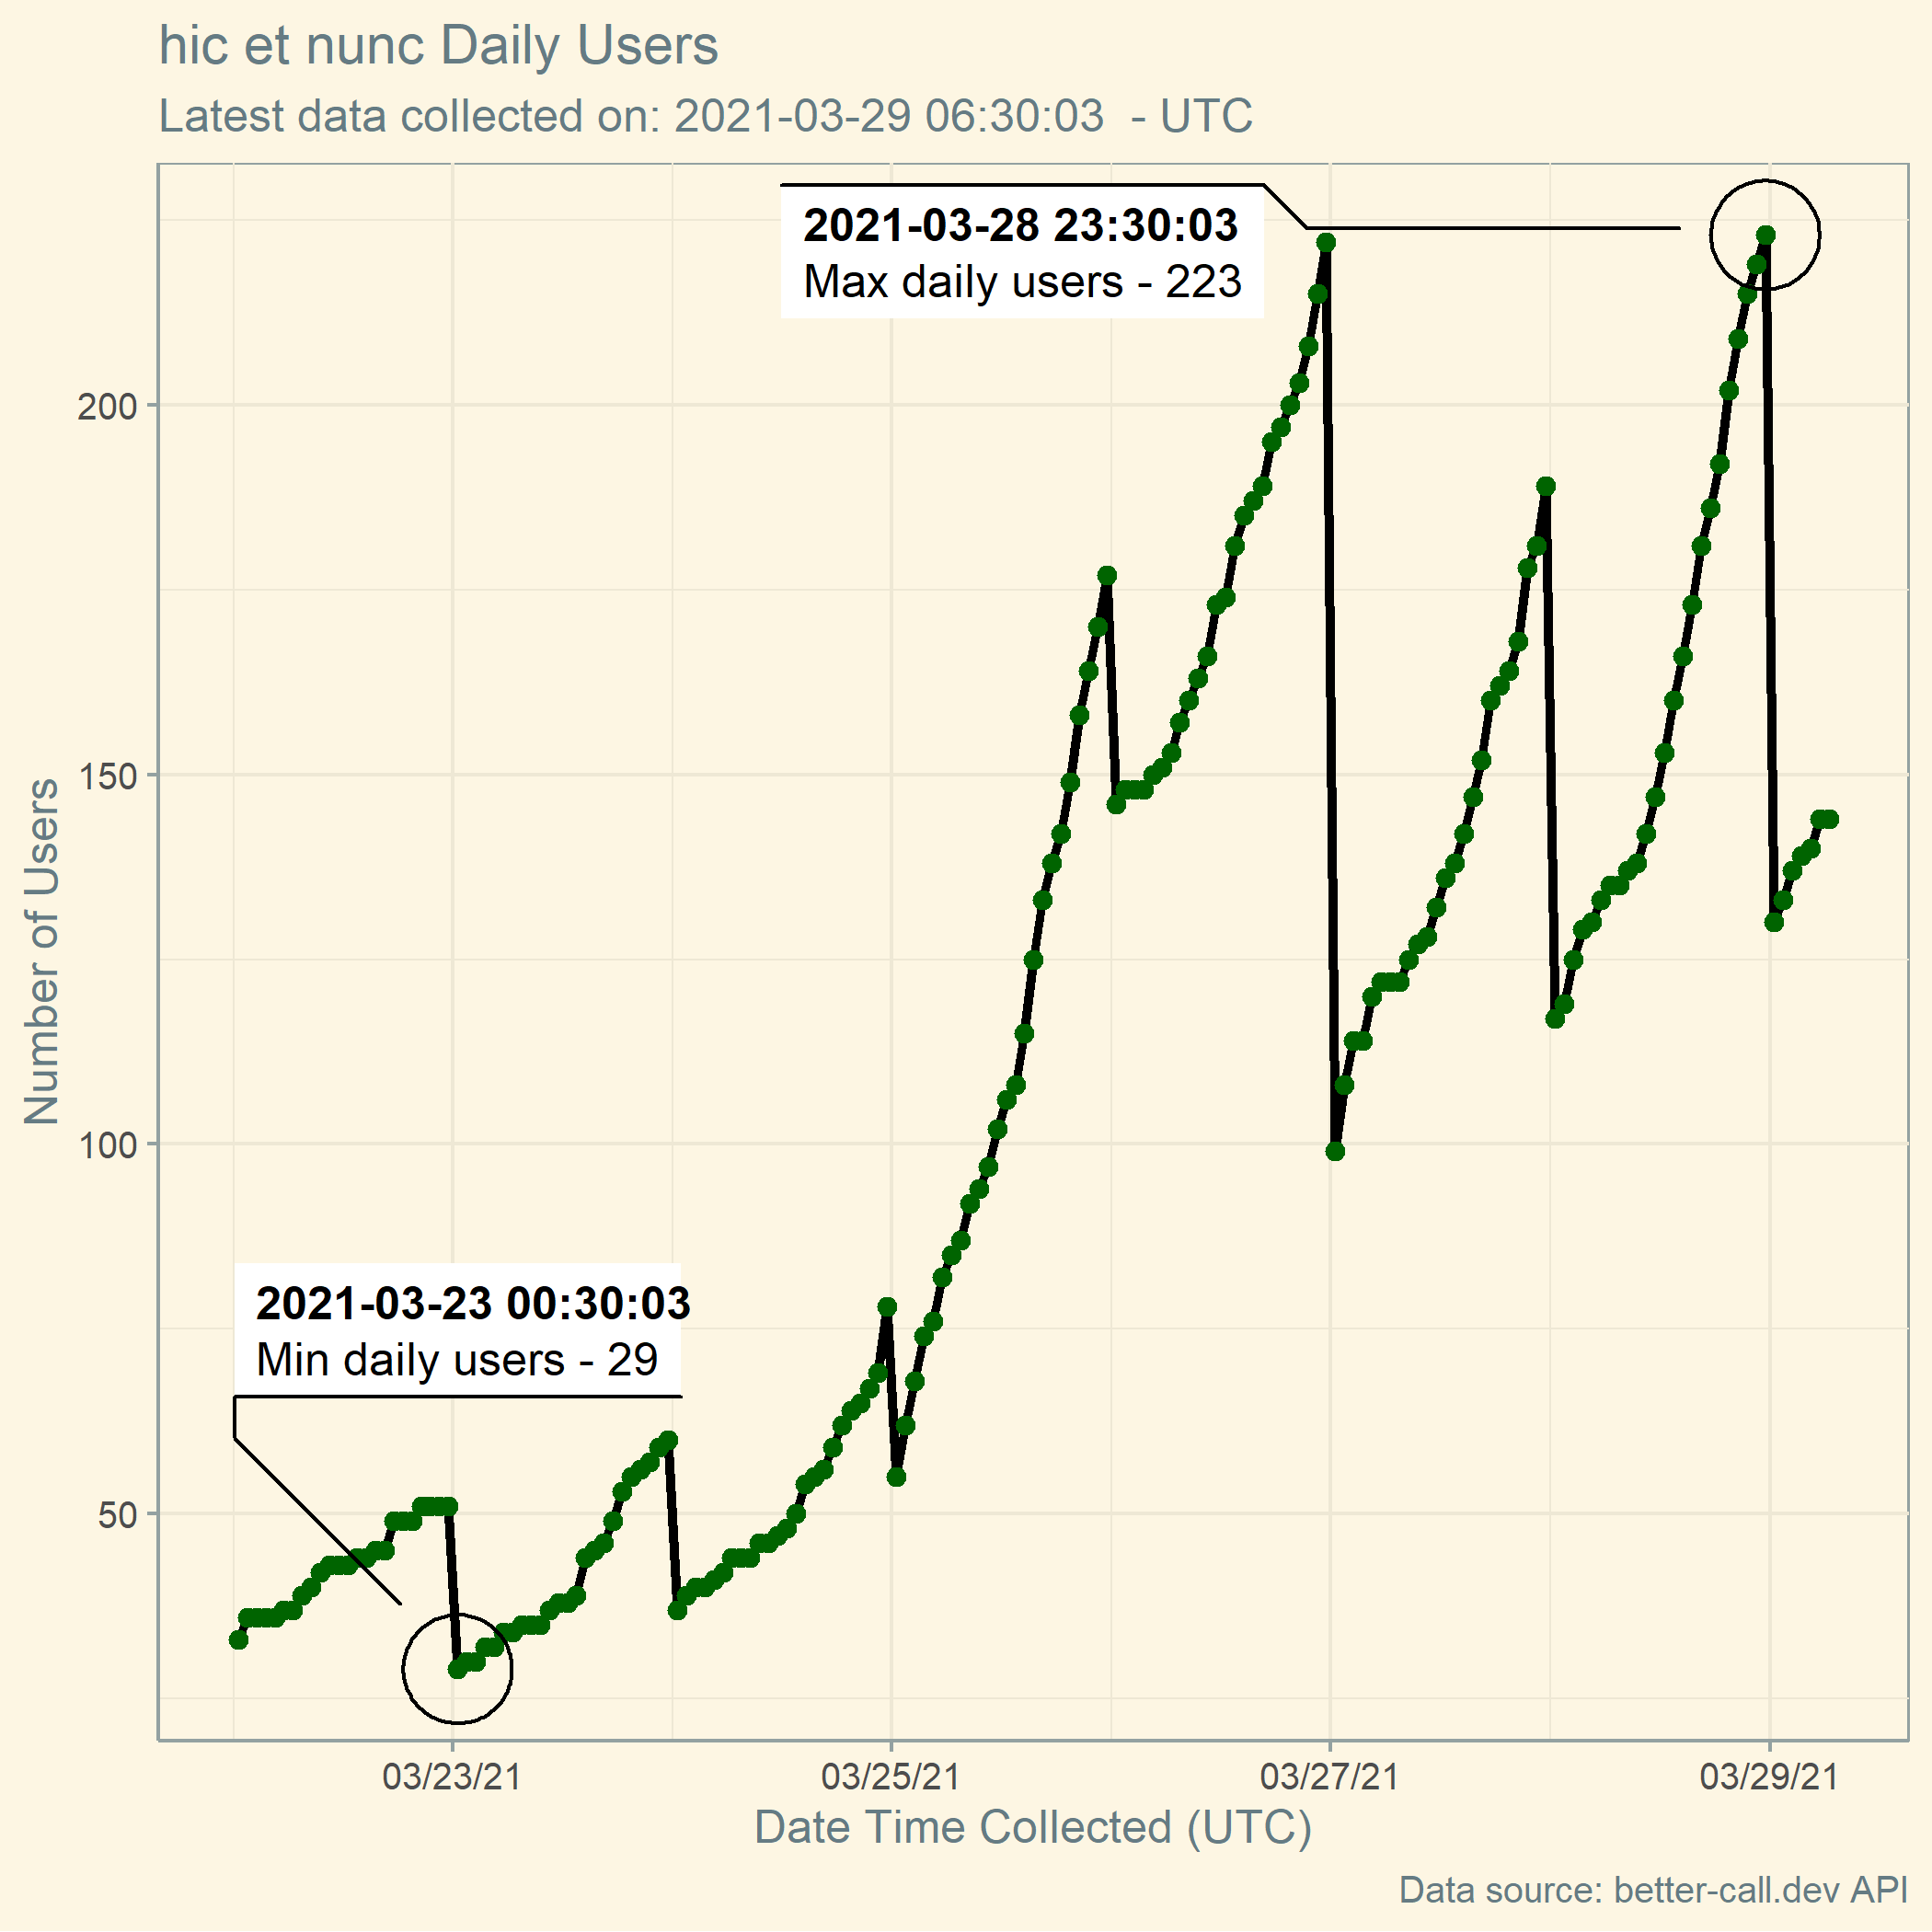 hic et nunc Daily Users
Latest data collected on: 2021-03-29 06:30:03  - UTC
2021-03-28 23:30:03
Max daily users - 223
200
150
100
50
Number of Users
2021-03-23 00:30:03
Min daily users - 29
03/23/21
03/25/21
03/27/21
03/29/21
Date Time Collected (UTC)
Data source: better-call.dev API